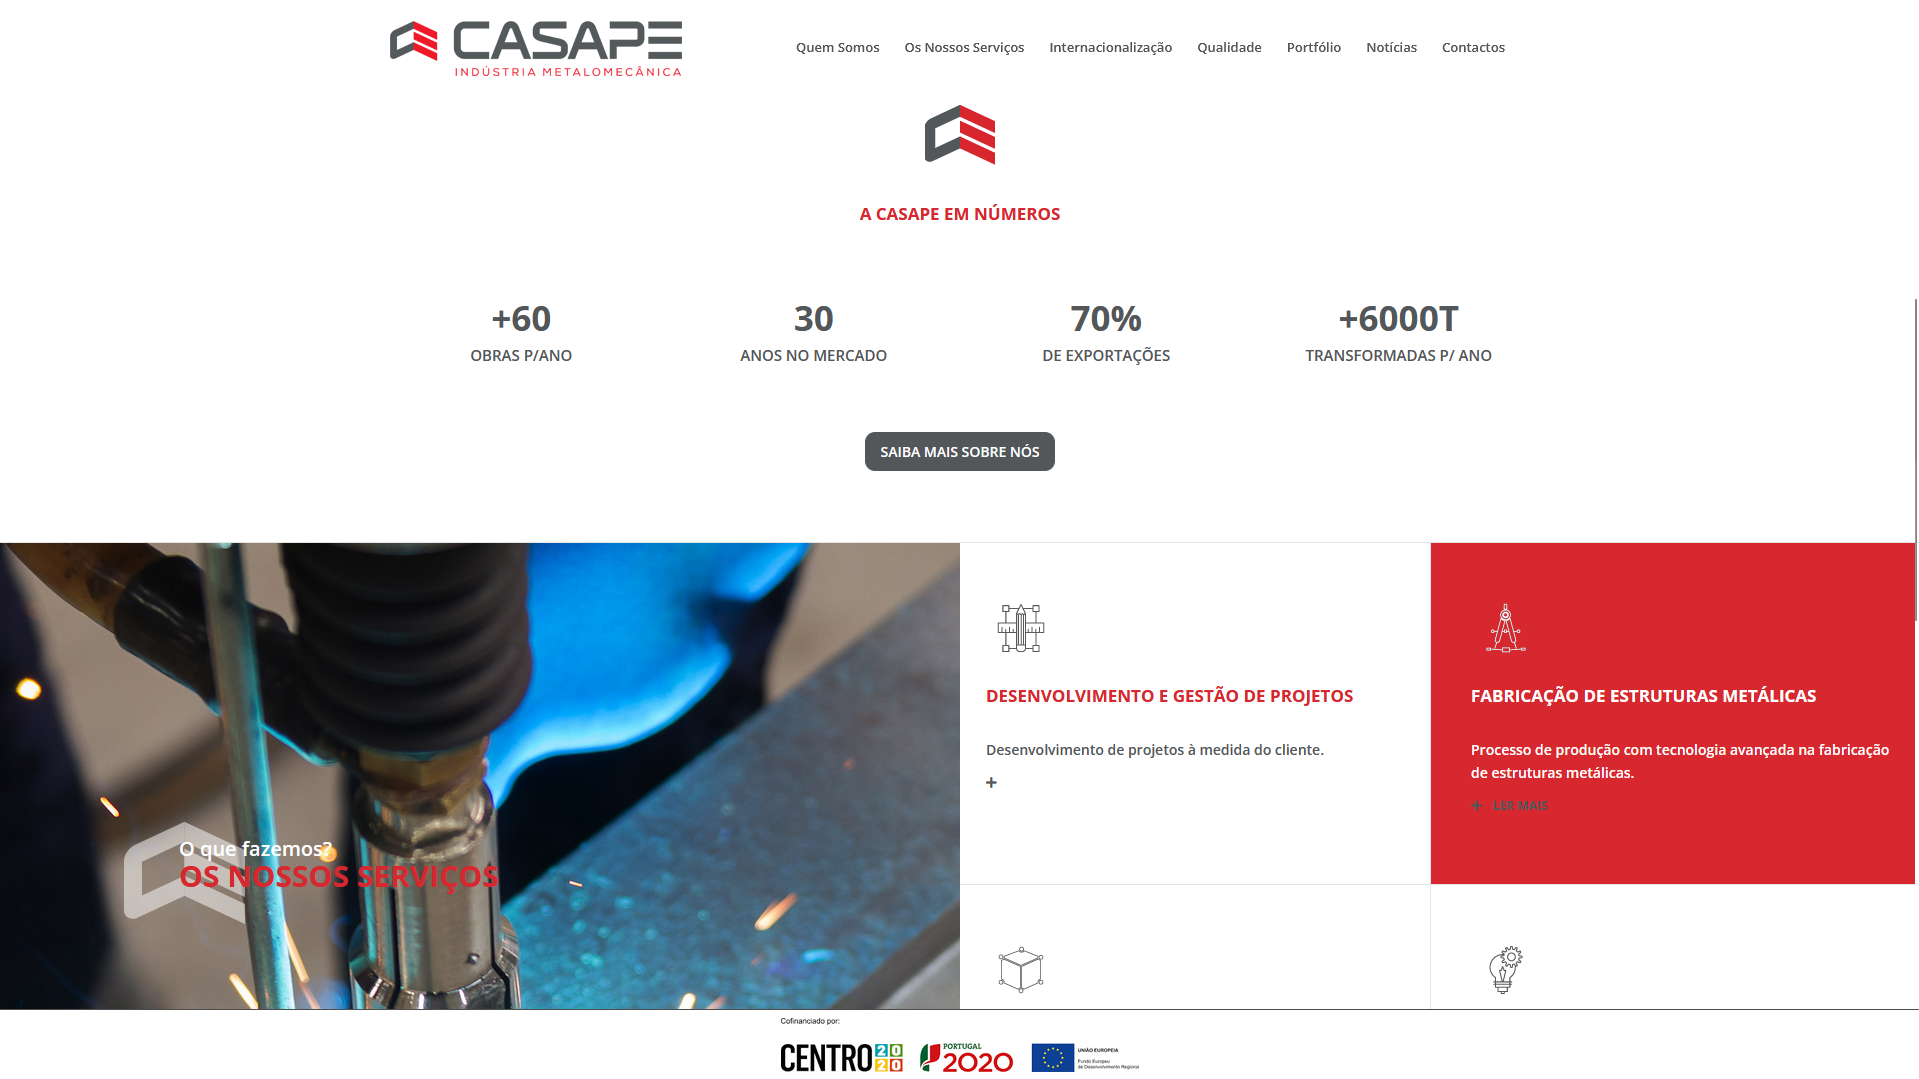 CASAPE
INDÚSTRIA METALOMECÂNICA
Quem Somos
Os Nossos Serviços
Internacionalização
Qualidade
Portfólio
Notícias
Contactos
A CASAPE EM NÚMEROS
+60
OBRAS P/ANO
30
ANOS NO MERCADO
70%
DE EXPORTAÇÕES
+6000T
TRANSFORMADAS P/ ANO
SAIBA MAIS SOBRE NÓS
O que fazemos?
OS NOSSOS SERVIÇOS
DESENVOLVIMENTO E GESTÃO DE PROJETOS
Desenvolvimento de projetos à medida do cliente.
+
FABRICAÇÃO DE ESTRUTURAS METÁLICAS
Processo de produção com tecnologia avançada na fabricação
de estruturas metálicas.
+ LER MAIS
Cofinanciado por:
CENTRO 2020
PORTUGAL
2020
UNIÃO EUROPEIA
Fundo Europeu
de Desenvolvimento Regional